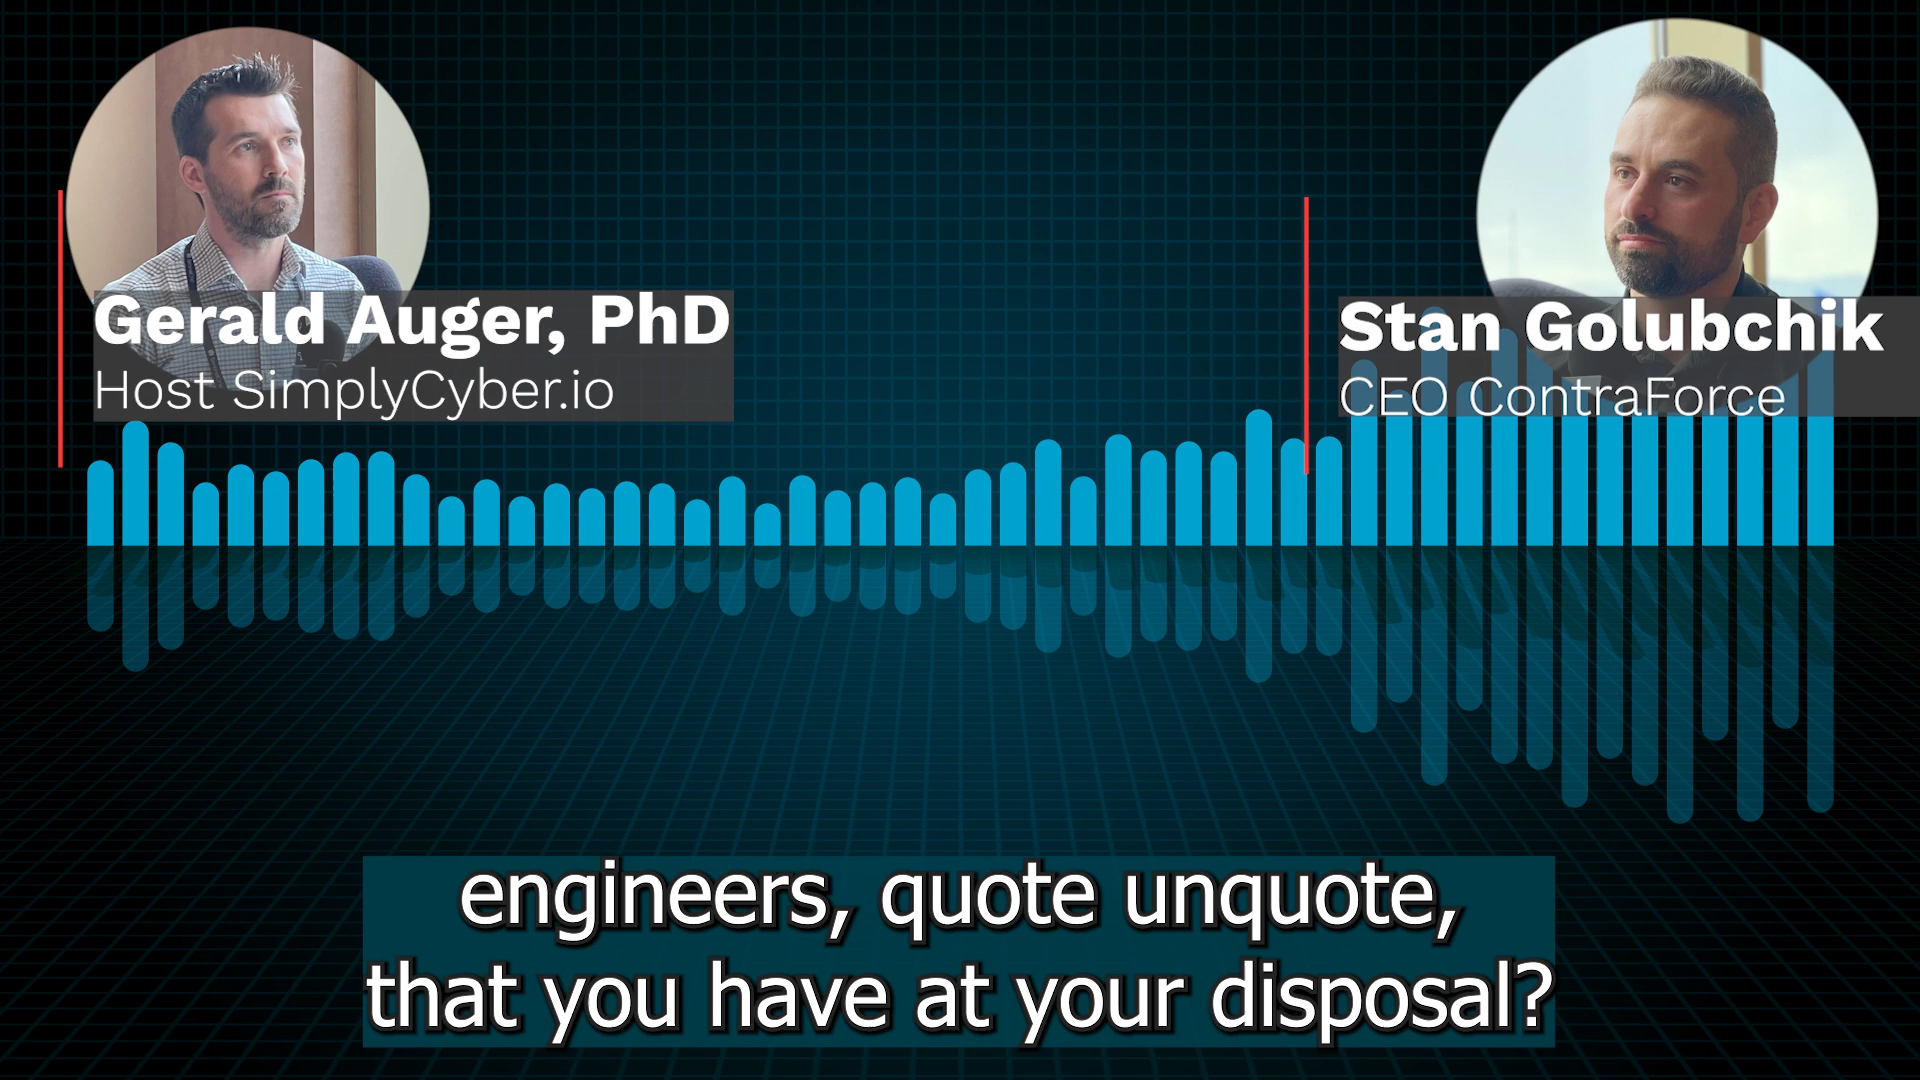 Gerald Auger, PhD
Host SimplyCyber.io
Stan Golubchik
CEO ContraForce
engineers, quote unquote,
that you have at your disposal?